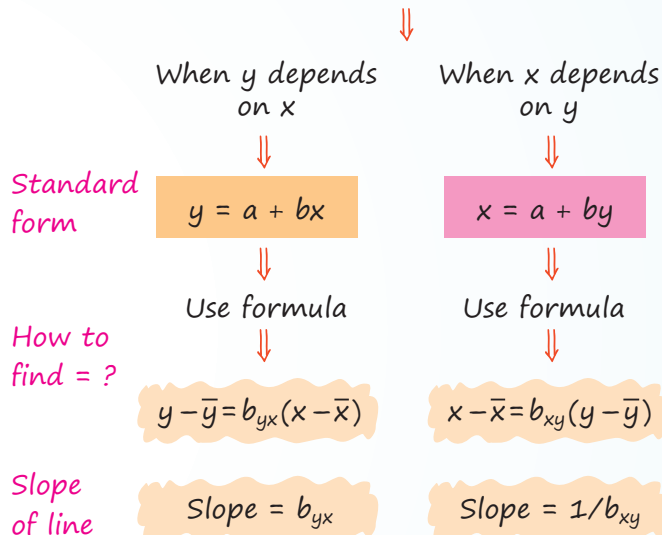 ⇓
When y depends
on x
When x depends
on y
⇓ ⇓
Standard
form
y = a + bx
x = a + by
⇓ ⇓
Use formula
Use formula
How to
find = ?
⇓ ⇓
y − y̅ = b_yx (x − x̅)
x − x̅ = b_xy (y − y̅)
Slope
of line
Slope = b_yx
Slope = 1/b_xy